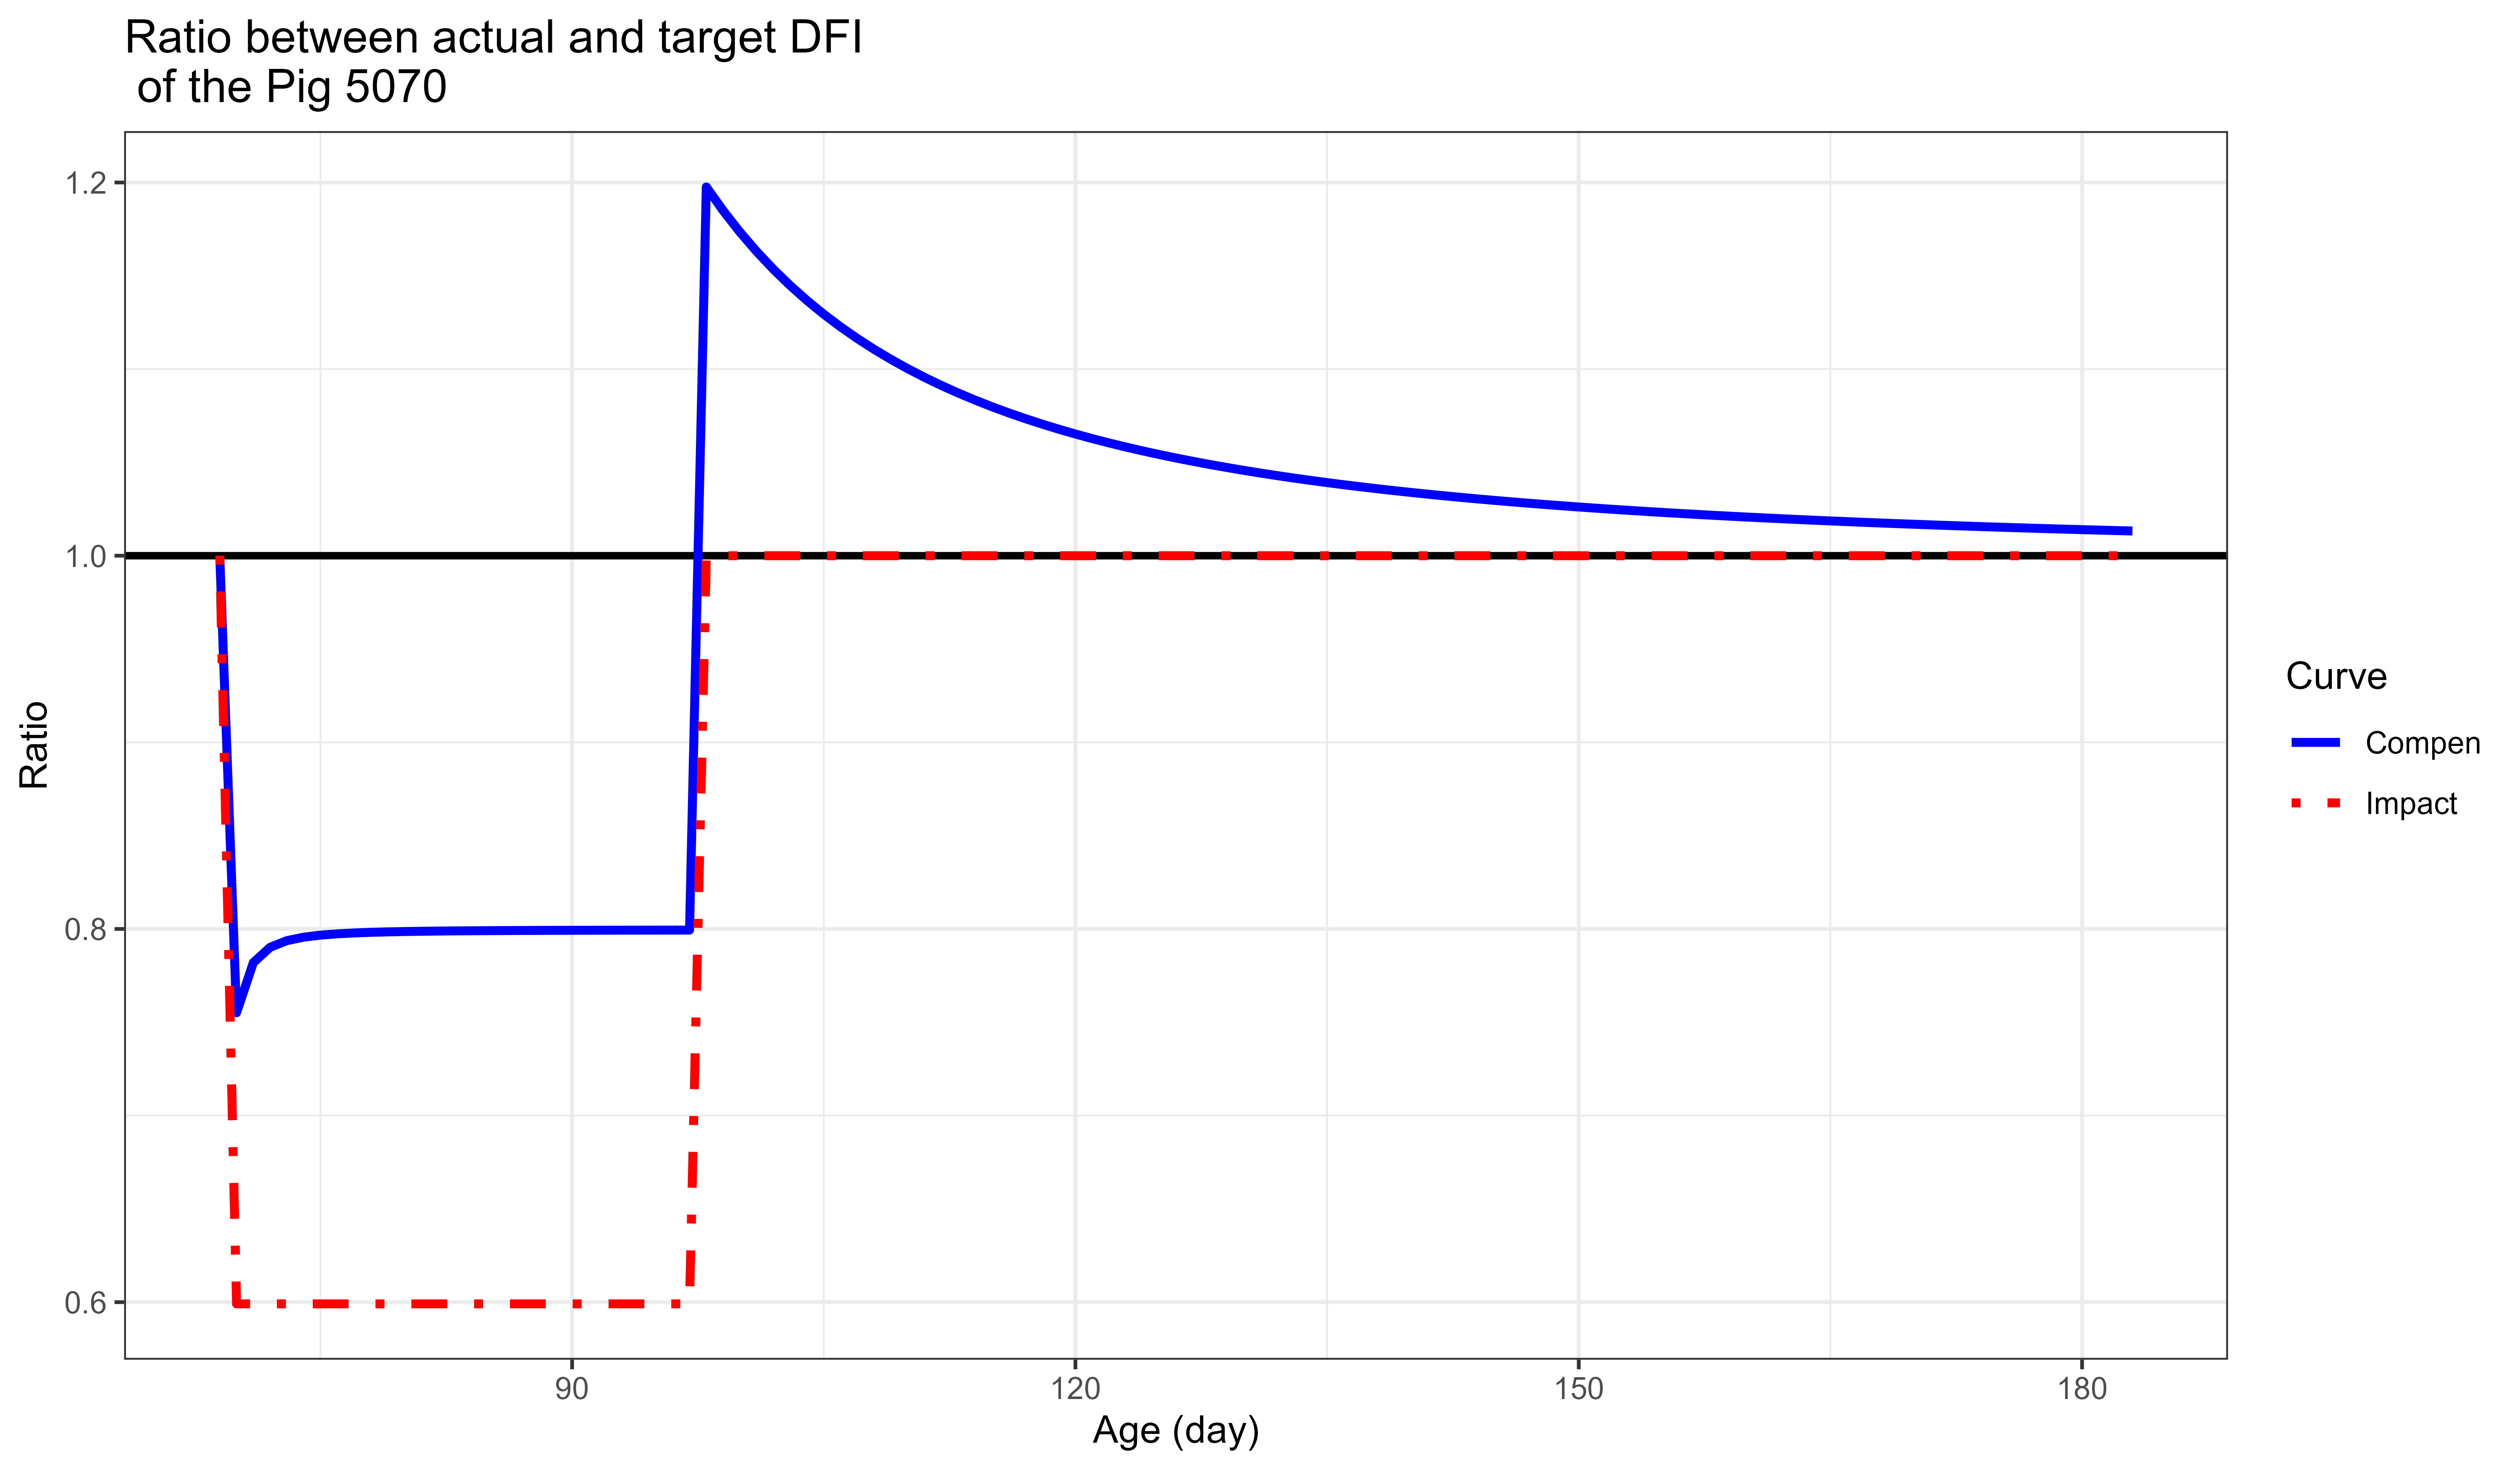 Ratio between actual and target DFI
of the Pig 5070
1.2
1.0
0.8
0.6
Ratio
90
120
150
180
Age (day)
Curve
Compen
Impact